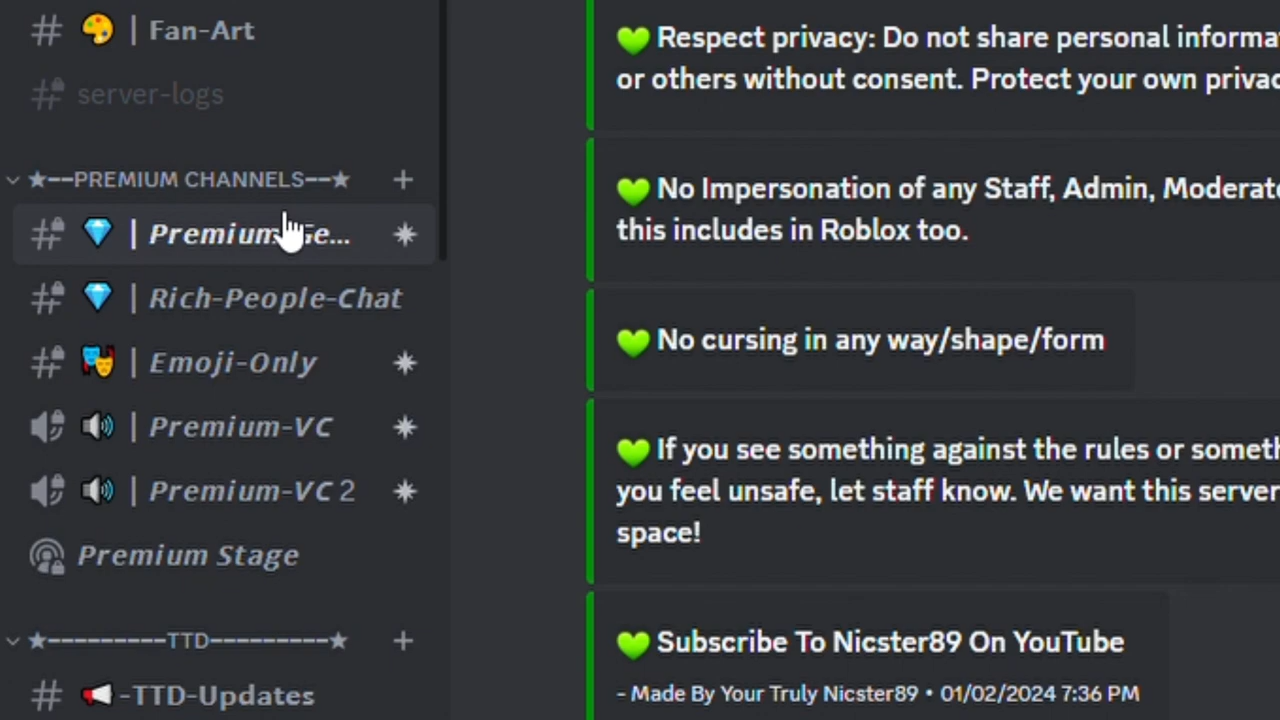 | Fan-Art
server-logs
★--PREMIUM CHANNELS--★
| Premium-Ge...
| Rich-People-Chat
| Emoji-Only
| Premium-VC
| Premium-VC 2
Premium Stage
★---------TTD---------★
-TTD-Updates
Respect privacy: Do not share personal informa
or others without consent. Protect your own privac
No Impersonation of any Staff, Admin, Moderat
this includes in Roblox too.
No cursing in any way/shape/form
If you see something against the rules or someth
you feel unsafe, let staff know. We want this server
space!
Subscribe To Nicster89 On YouTube
- Made By Your Truly Nicster89 • 01/02/2024 7:36 PM